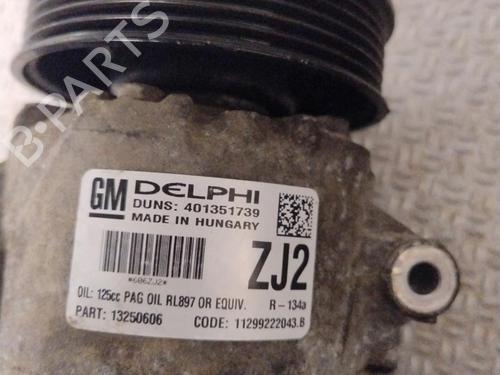 GM DELPHI
DUNS: 401351739
MADE IN HUNGARY
*686ZJ2*
ZJ2
OIL: 125cc PAG OIL RL897 OR EQUIV. R-134a
PART: 13250606 CODE: 11299222043.B
B-PARTS